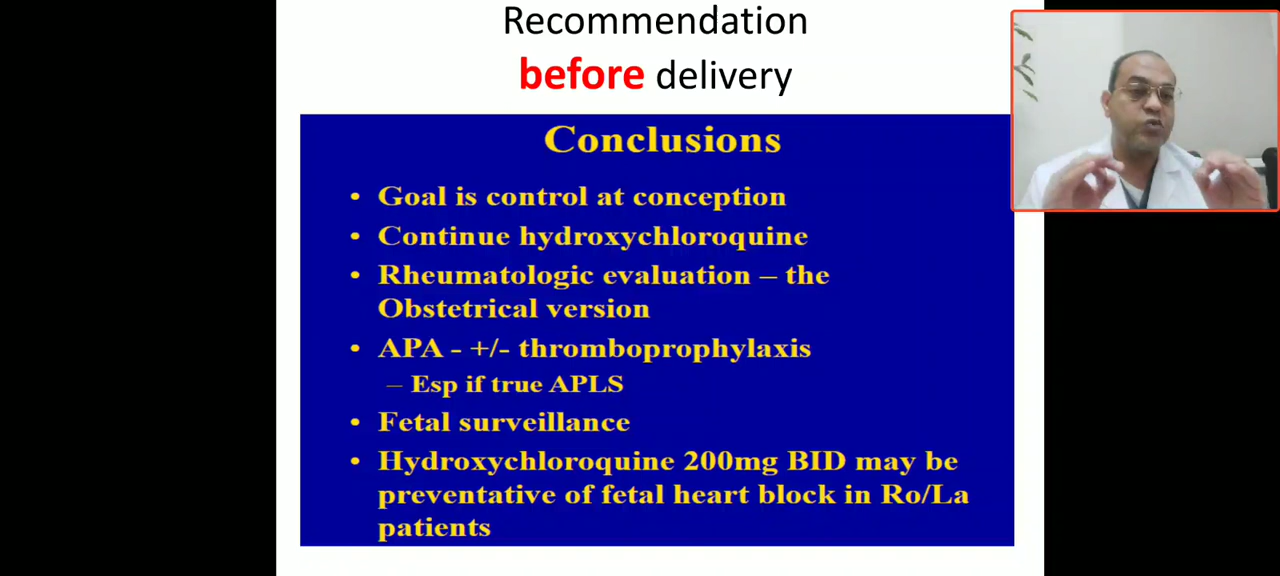 Recommendation
before delivery
Conclusions
• Goal is control at conception
• Continue hydroxychloroquine
• Rheumatologic evaluation – the
Obstetrical version
• APA - +/- thromboprophylaxis
– Esp if true APLS
• Fetal surveillance
• Hydroxychloroquine 200mg BID may be
preventative of fetal heart block in Ro/La
patients